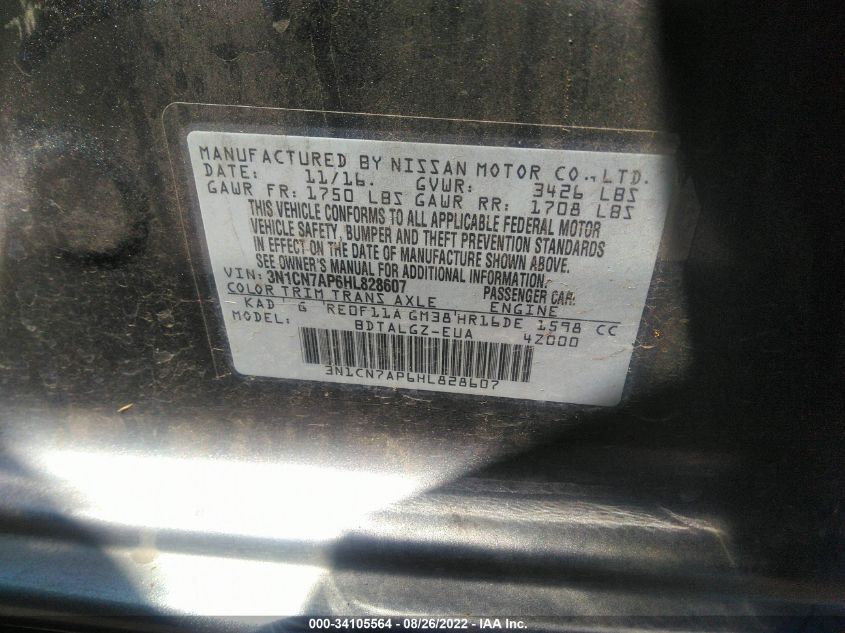 MANUFACTURED BY NISSAN MOTOR CO., LTD.
DATE: 11/16. GVWR: 3426 LBS
GAWR FR: 1750 LBS GAWR RR: 1708 LBS
THIS VEHICLE CONFORMS TO ALL APPLICABLE FEDERAL MOTOR
VEHICLE SAFETY, BUMPER AND THEFT PREVENTION STANDARDS
IN EFFECT ON THE DATE OF MANUFACTURE SHOWN ABOVE.
SEE OWNER'S MANUAL FOR ADDITIONAL INFORMATION.
VIN: 3N1CN7AP6HL828607 PASSENGER CAR
COLOR TRIM TRANS AXLE ENGINE
KAD G RE0F11A GM38 HR16DE 1598 CC
MODEL: BDTALGZ-EUA 4Z000
3N1CN7AP6HL828607
000-34105564 - 08/26/2022 - IAA Inc.